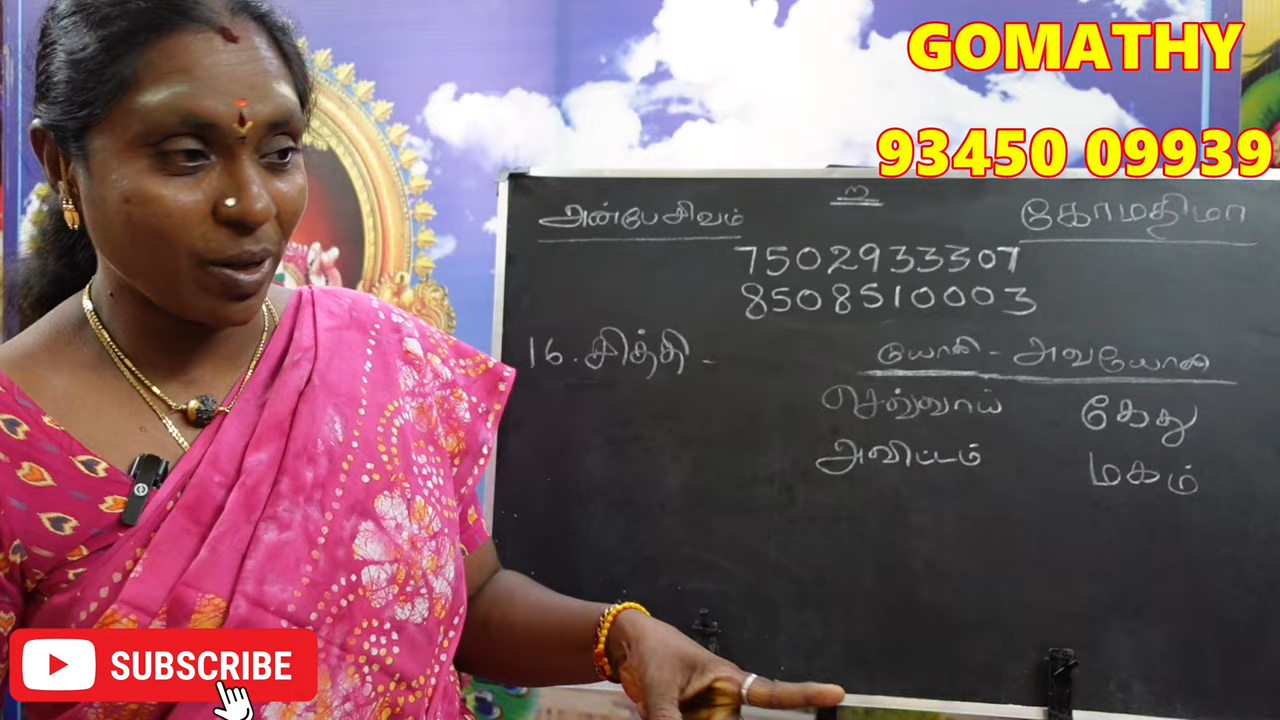 GOMATHY
93450 09939
உ
அன்பேசிவம்
கோமதிமா
7502933307
8508510003
16. சித்தி -
யோகி - அவயோகி
செவ்வாய் கேது
அவிட்டம் மகம்
SUBSCRIBE